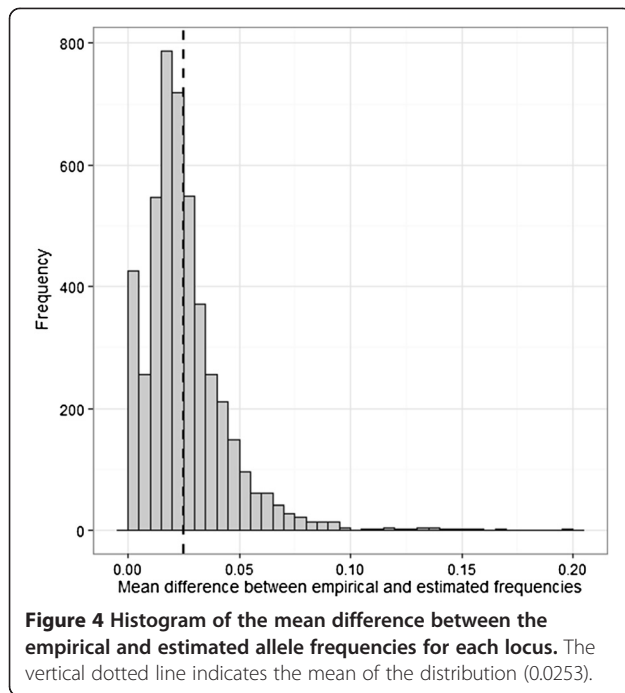 800
600
400
200
0
Frequency
0.00 0.05 0.10 0.15 0.20
Mean difference between empirical and estimated frequencies
Figure 4 Histogram of the mean difference between the
empirical and estimated allele frequencies for each locus. The
vertical dotted line indicates the mean of the distribution (0.0253).